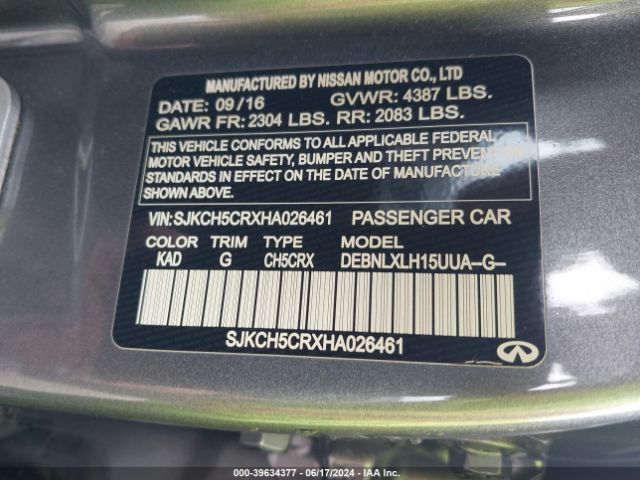 MANUFACTURED BY NISSAN MOTOR CO., LTD
DATE: 09/16 GVWR: 4387 LBS.
GAWR FR: 2304 LBS. RR: 2083 LBS.
THIS VEHICLE CONFORMS TO ALL APPLICABLE FEDERAL
MOTOR VEHICLE SAFETY, BUMPER AND THEFT PREVENTION
STANDARDS IN EFFECT ON THE DATE OF MANUFACTURE
SHOWN ABOVE.
VIN: SJKCH5CRXHA026461 PASSENGER CAR
COLOR TRIM TYPE
KAD G CH5CRX DEBNLXLH15UUA-G-
SJKCH5CRXHA026461
000-39634377 - 06/17/2024 - IAA Inc.